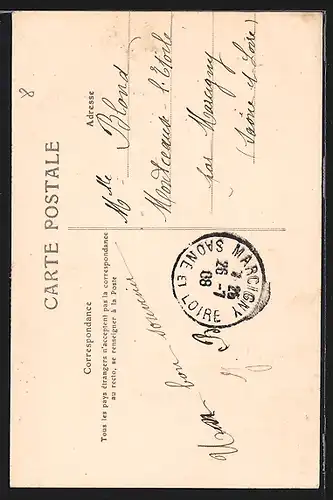 CARTE POSTALE
Correspondance
Tous les pays étrangers n'acceptent pas la correspondance
au recto, se renseigner à la Poste
Un bon souvenir
Adresse
Mlle Blond
Montceaux-l'Etoile
par Marcigny
(Saône et Loire)
MARCIGNY
26 -7
08
SAONE ET LOIRE
8